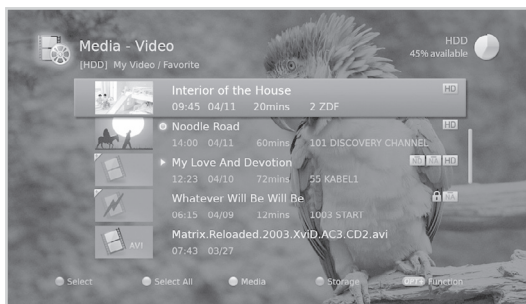 Media - Video
[HDD] My Video / Favorite
HDD
45% available
Interior of the House
HD
09:45 04/11 20mins 2 ZDF
Noodle Road
HD
14:00 04/11 60mins 101 DISCOVERY CHANNEL
My Love And Devotion
HD
12:23 04/10 72mins 55 KABEL1
Whatever Will Be Will Be
06:15 04/09 12mins 1003 START
Matrix.Reloaded.2003.XviD.AC3.CD2.avi
AVI
07:43 03/27
Select
Select All
Media
Storage
OPT+ Function